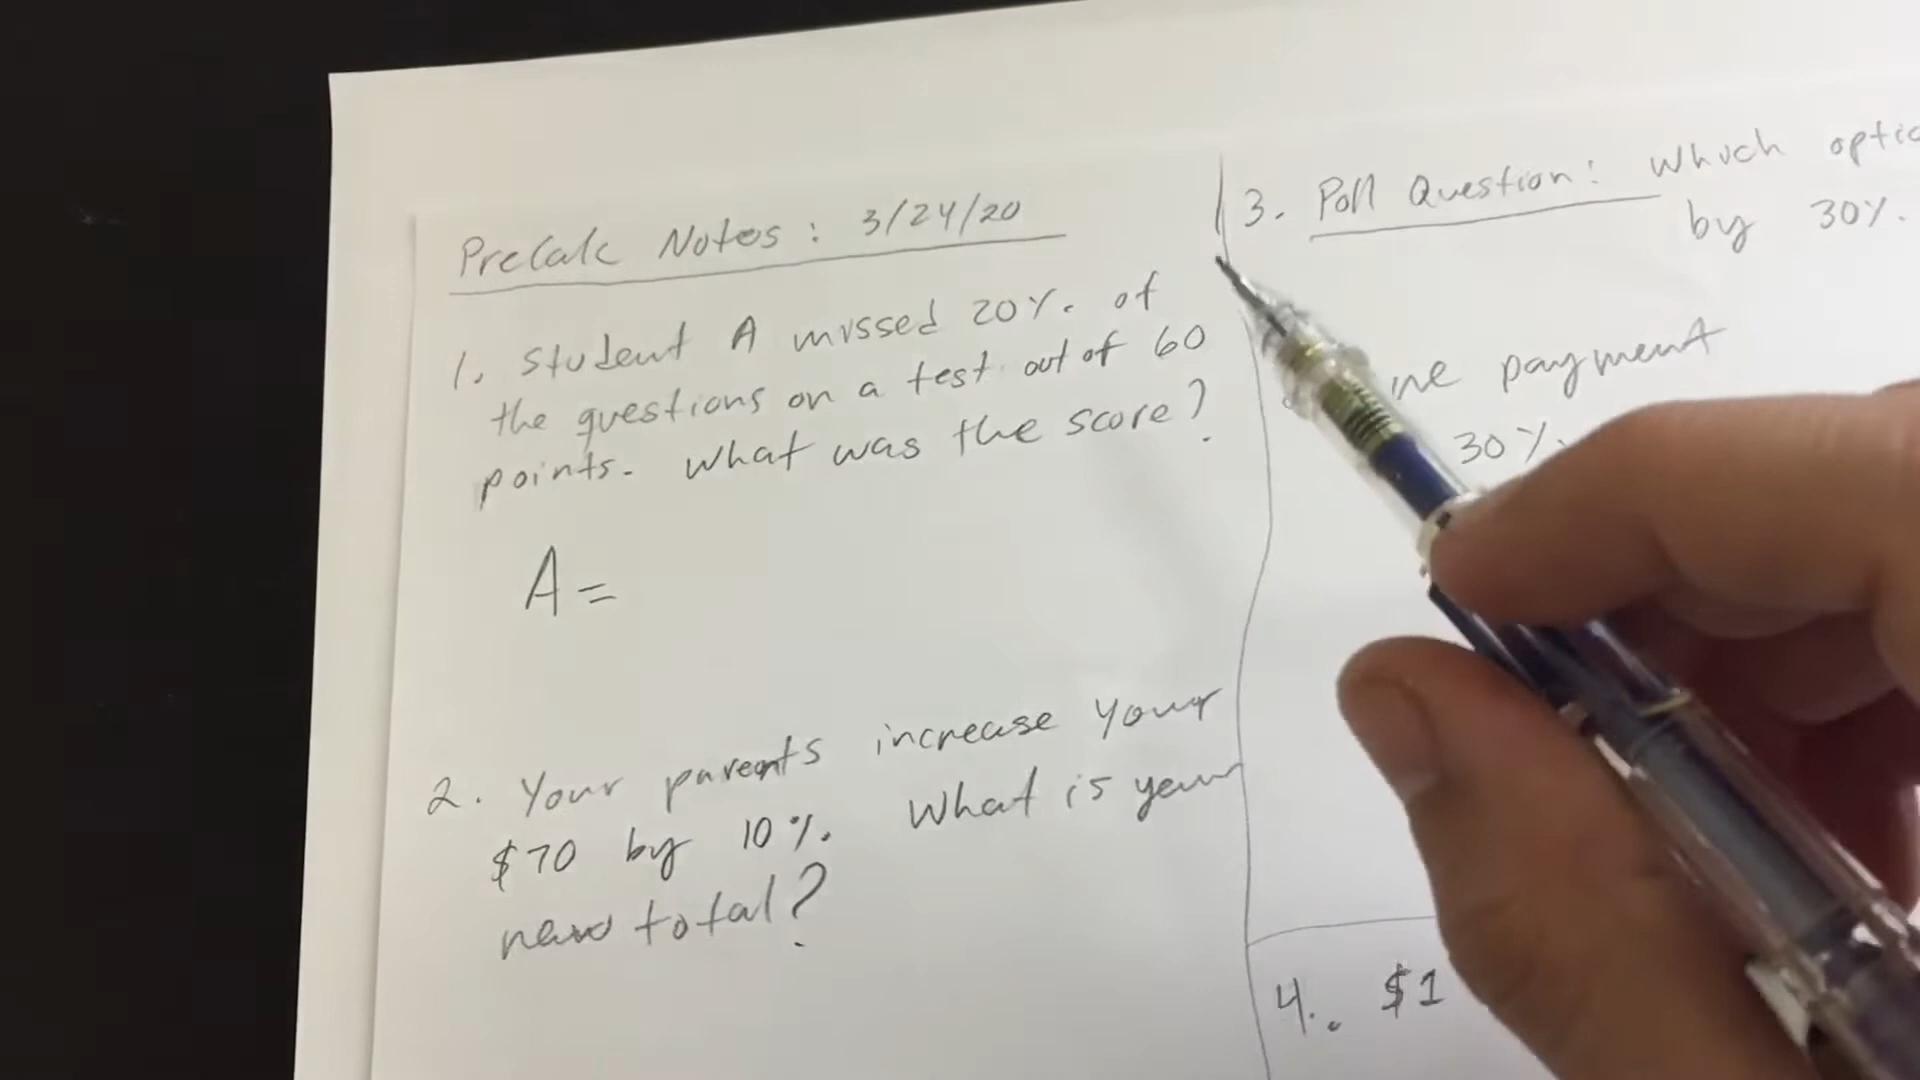 PreCalc Notes: 3/24/20
1. Student A missed 20% of
the questions on a test out of 60
points. What was the score?
A =
2. Your parents increase your
$70 by 10%. What is your
new total?
3. Poll Question: Which
by 30%.
payment
30%
4. $1